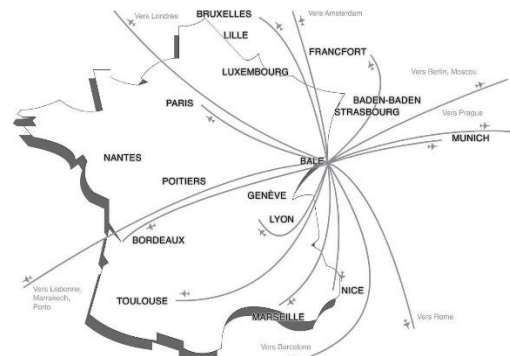 Vers Londres
BRUXELLES
Vers Amsterdam
LILLE
FRANCFORT
LUXEMBOURG
Vers Berlin, Moscou
PARIS
BADEN-BADEN
STRASBOURG
Vers Prague
MUNICH
NANTES
BALE
POITIERS
GENÈVE
LYON
BORDEAUX
Vers Lisbonne,
Marrakech,
Porto
TOULOUSE
NICE
MARSEILLE
Vers Rome
Vers Barcelone